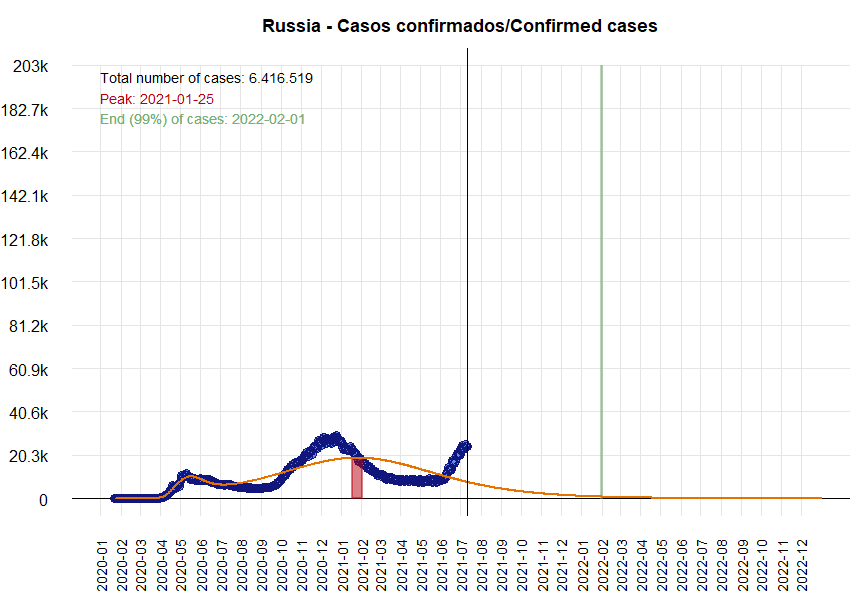 Russia - Casos confirmados/Confirmed cases
Total number of cases: 6.416.519
Peak: 2021-01-25
End (99%) of cases: 2022-02-01
203k
182.7k
162.4k
142.1k
121.8k
101.5k
81.2k
60.9k
40.6k
20.3k
0
2020-01
2020-02
2020-03
2020-04
2020-05
2020-06
2020-07
2020-08
2020-09
2020-10
2020-11
2020-12
2021-01
2021-02
2021-03
2021-04
2021-05
2021-06
2021-07
2021-08
2021-09
2021-10
2021-11
2021-12
2022-01
2022-02
2022-03
2022-04
2022-05
2022-06
2022-07
2022-08
2022-09
2022-10
2022-11
2022-12